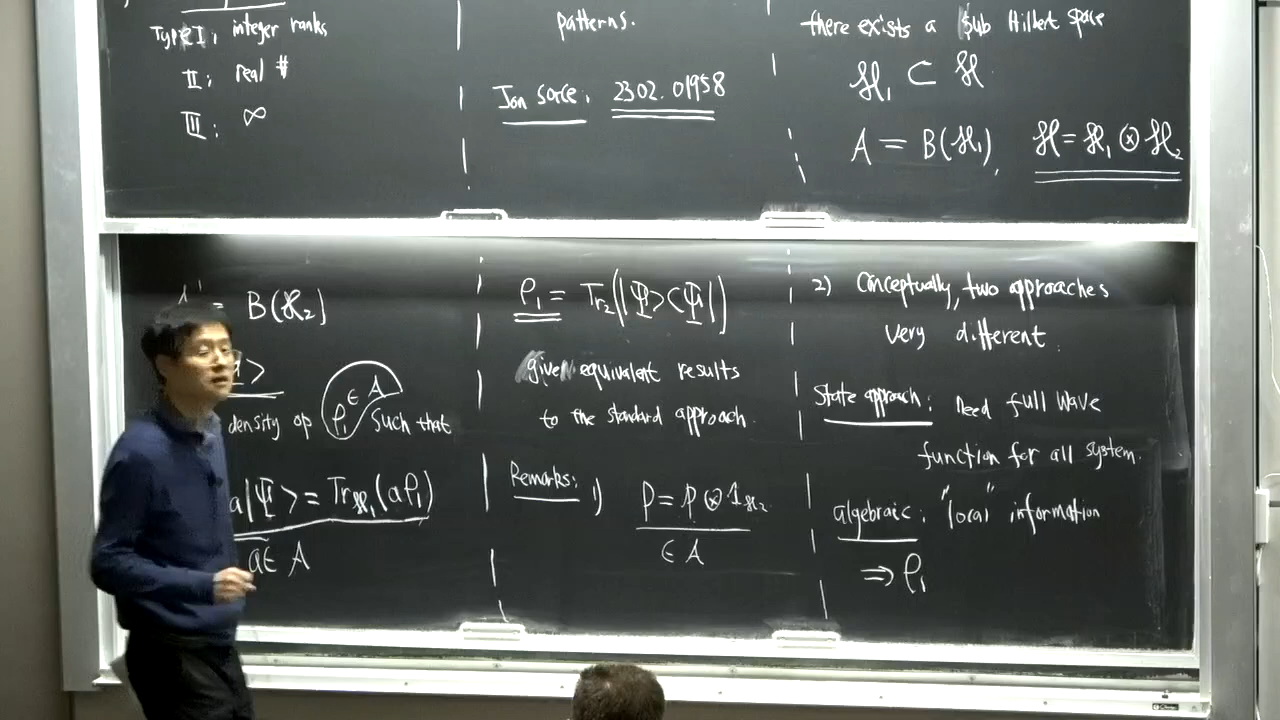 Type I; integer ranks
II; real #
III: ∞
patterns.
Jon Sorce: 2302.01958
there exists a Sub Hilbert space
ℋ₁ ⊂ ℋ
A = B(ℋ₁), ℋ = ℋ₁ ⊗ ℋ₂
= B(ℋ₂)
density op ρ₁ ∈ A such that
a|Ψ> = Tr_ℋ₁(aρ₁)
a ∈ A
ρ₁ = Tr₂(|Ψ><Ψ|)
given equivalent results
to the standard approach.
Remarks: 1) ρ = ρ₁ ⊗ 1_ℋ₂
∈ A
2) Conceptually, two approaches
very different.
State approach: Need full wave
function for all system.
algebraic: "local" information
⇒ ρ₁